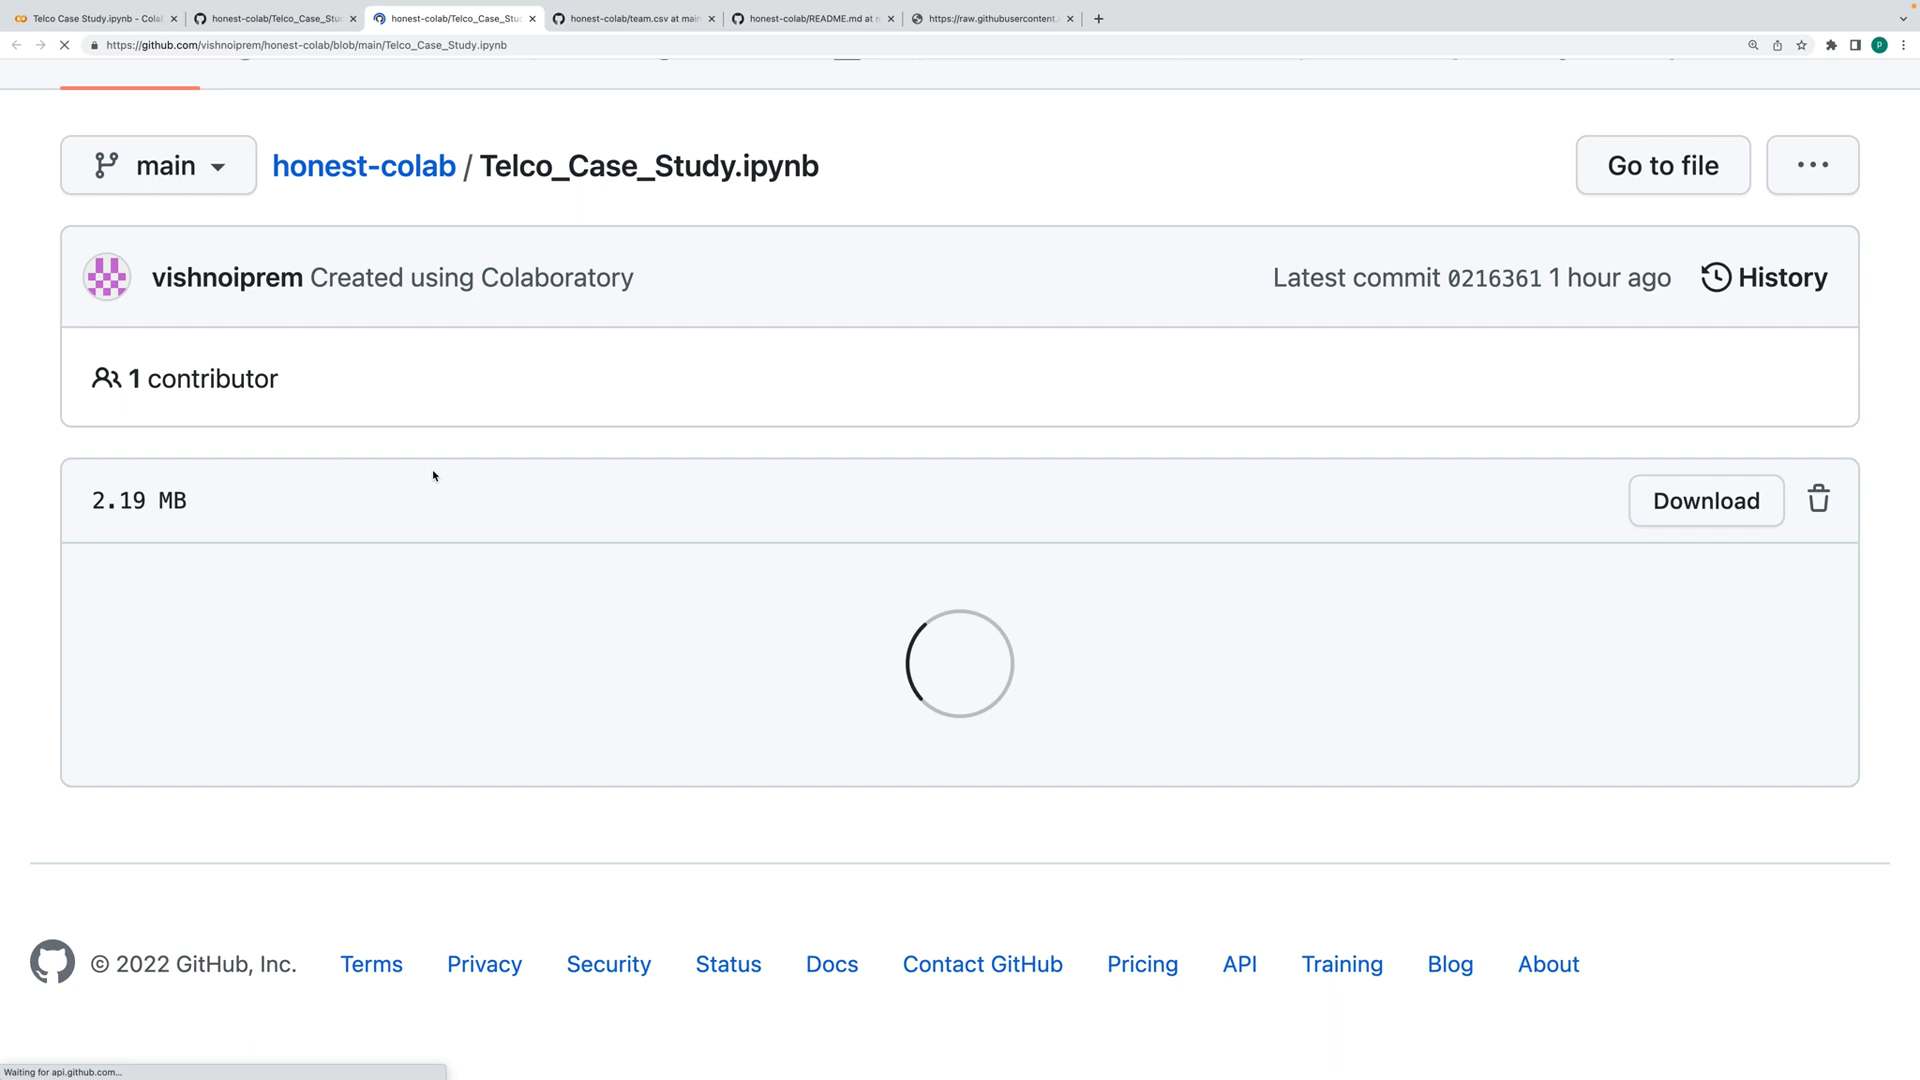 Telco Case Study.ipynb - Cola
honest-colab/Telco_Case_Stu
honest-colab/Telco_Case_Stu
honest-colab/team.csv at main
honest-colab/README.md at m
https://raw.githubusercontent.
https://github.com/vishnoiprem/honest-colab/blob/main/Telco_Case_Study.ipynb
P
main
honest-colab / Telco_Case_Study.ipynb
Go to file
···
vishnoiprem Created using Colaboratory
Latest commit 0216361 1 hour ago
History
1 contributor
2.19 MB
Download
© 2022 GitHub, Inc.
Terms
Privacy
Security
Status
Docs
Contact GitHub
Pricing
API
Training
Blog
About
Waiting for api.github.com...